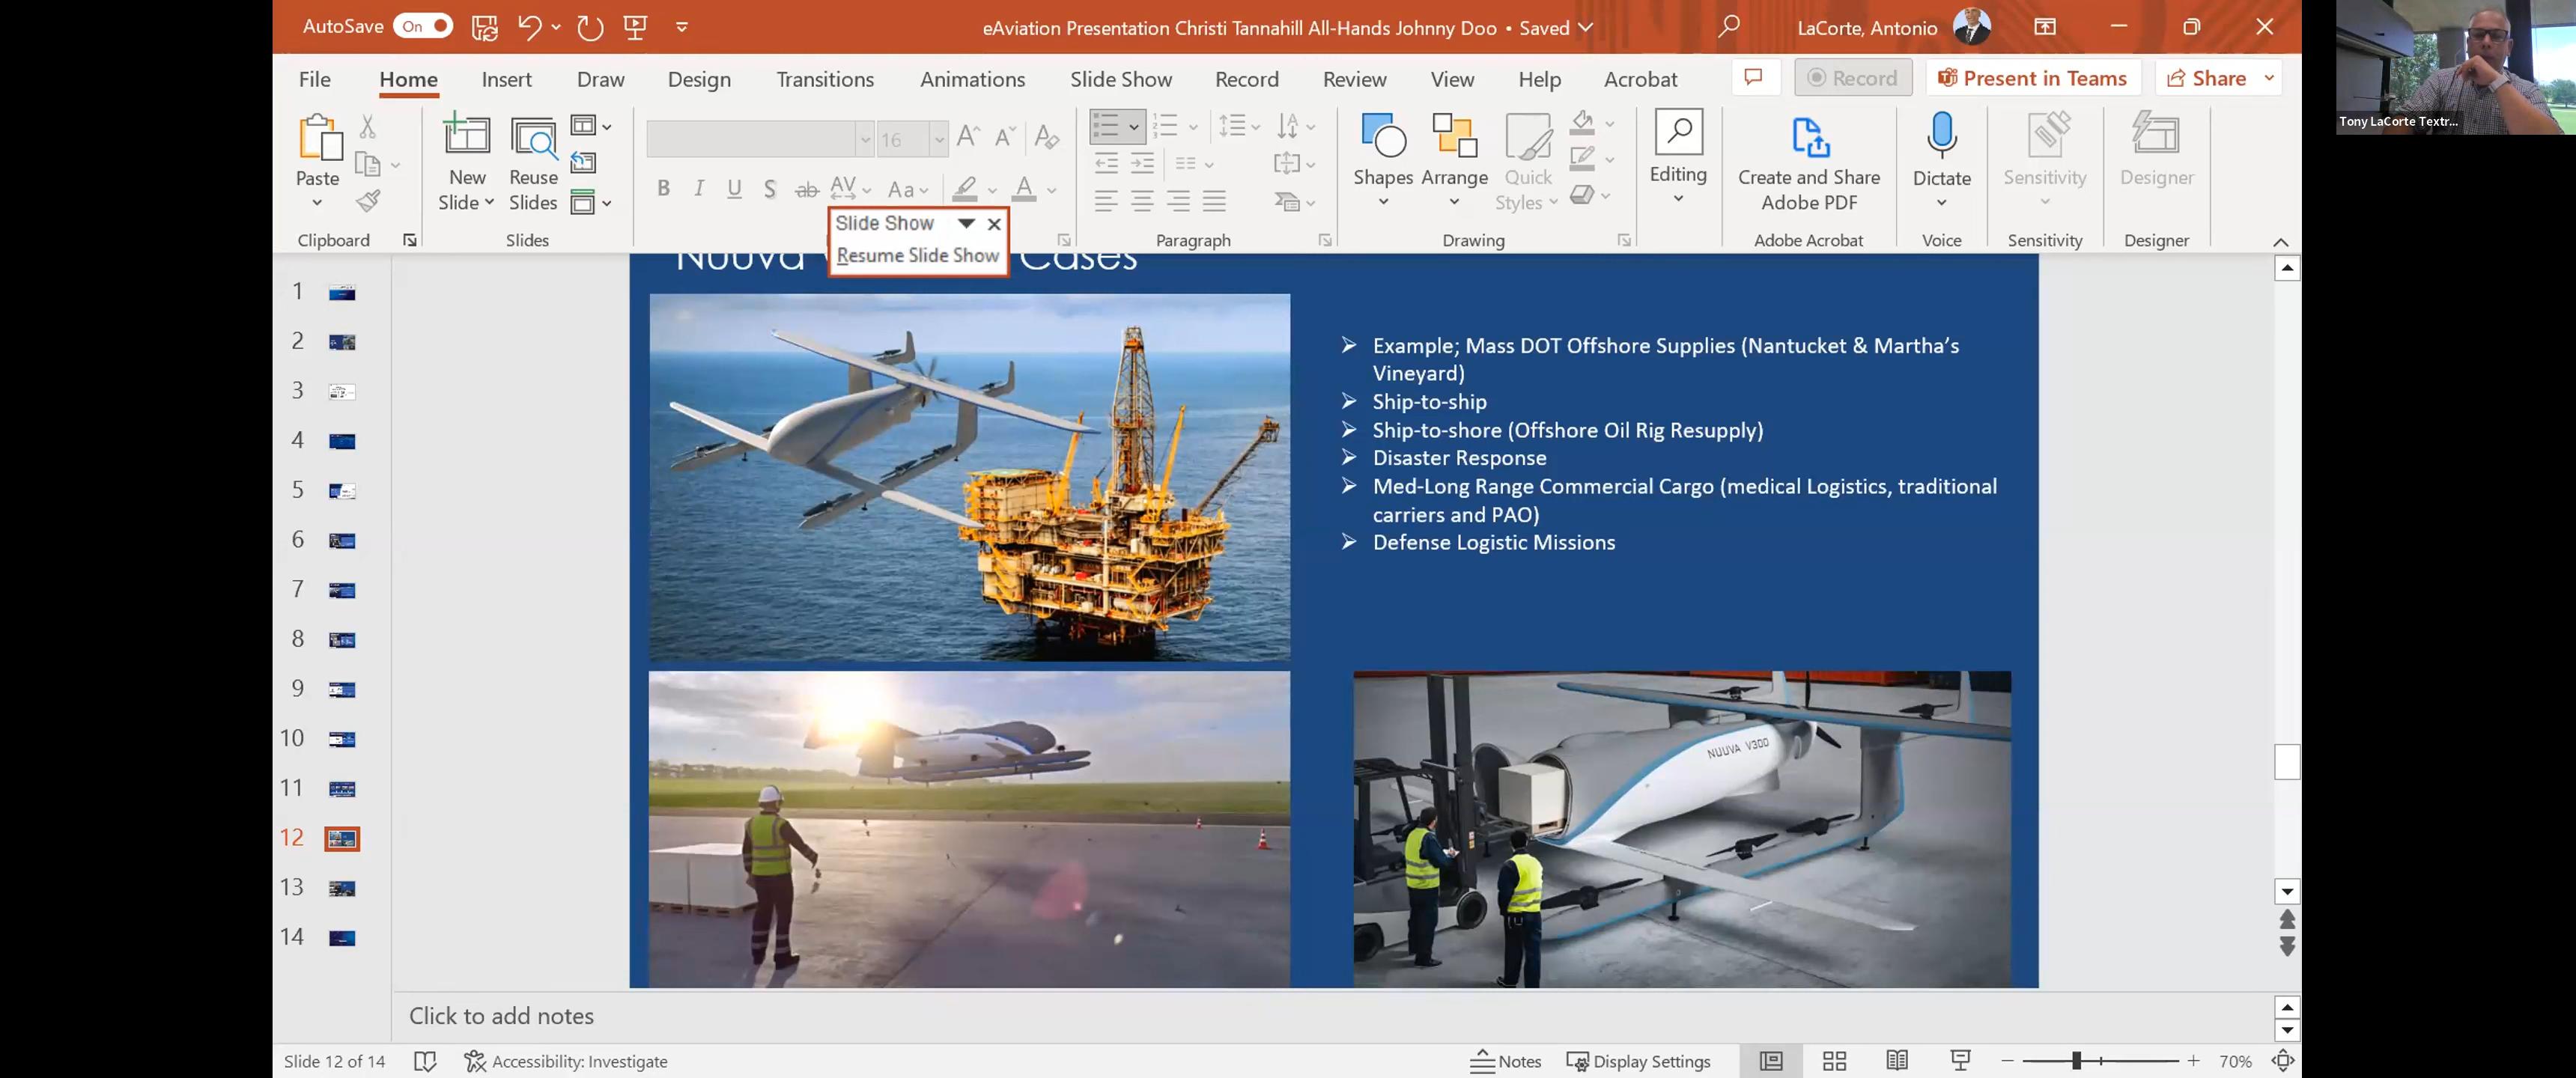 AutoSave On
eAviation Presentation Christi Tannahill All-Hands Johnny Doo • Saved
LaCorte, Antonio
Tony LaCorte Textr...
File Home Insert Draw Design Transitions Animations Slide Show Record Review View Help Acrobat
Record
Present in Teams
Share
Paste
New
Slide
Reuse
Slides
16
B I U S ab AV Aa A
Shapes Arrange Quick
Styles
Editing
Create and Share
Adobe PDF
Dictate
Sensitivity
Designer
Clipboard
Slides
Paragraph
Drawing
Adobe Acrobat
Voice
Sensitivity
Designer
Slide Show
Resume Slide Show
Nuuva Cases
1
2
3
4
5
6
7
8
9
10
11
12
13
14
Example; Mass DOT Offshore Supplies (Nantucket & Martha’s
Vineyard)
Ship-to-ship
Ship-to-shore (Offshore Oil Rig Resupply)
Disaster Response
Med-Long Range Commercial Cargo (medical Logistics, traditional
carriers and PAO)
Defense Logistic Missions
NUUVA V300
Click to add notes
Slide 12 of 14
Accessibility: Investigate
Notes
Display Settings
70%